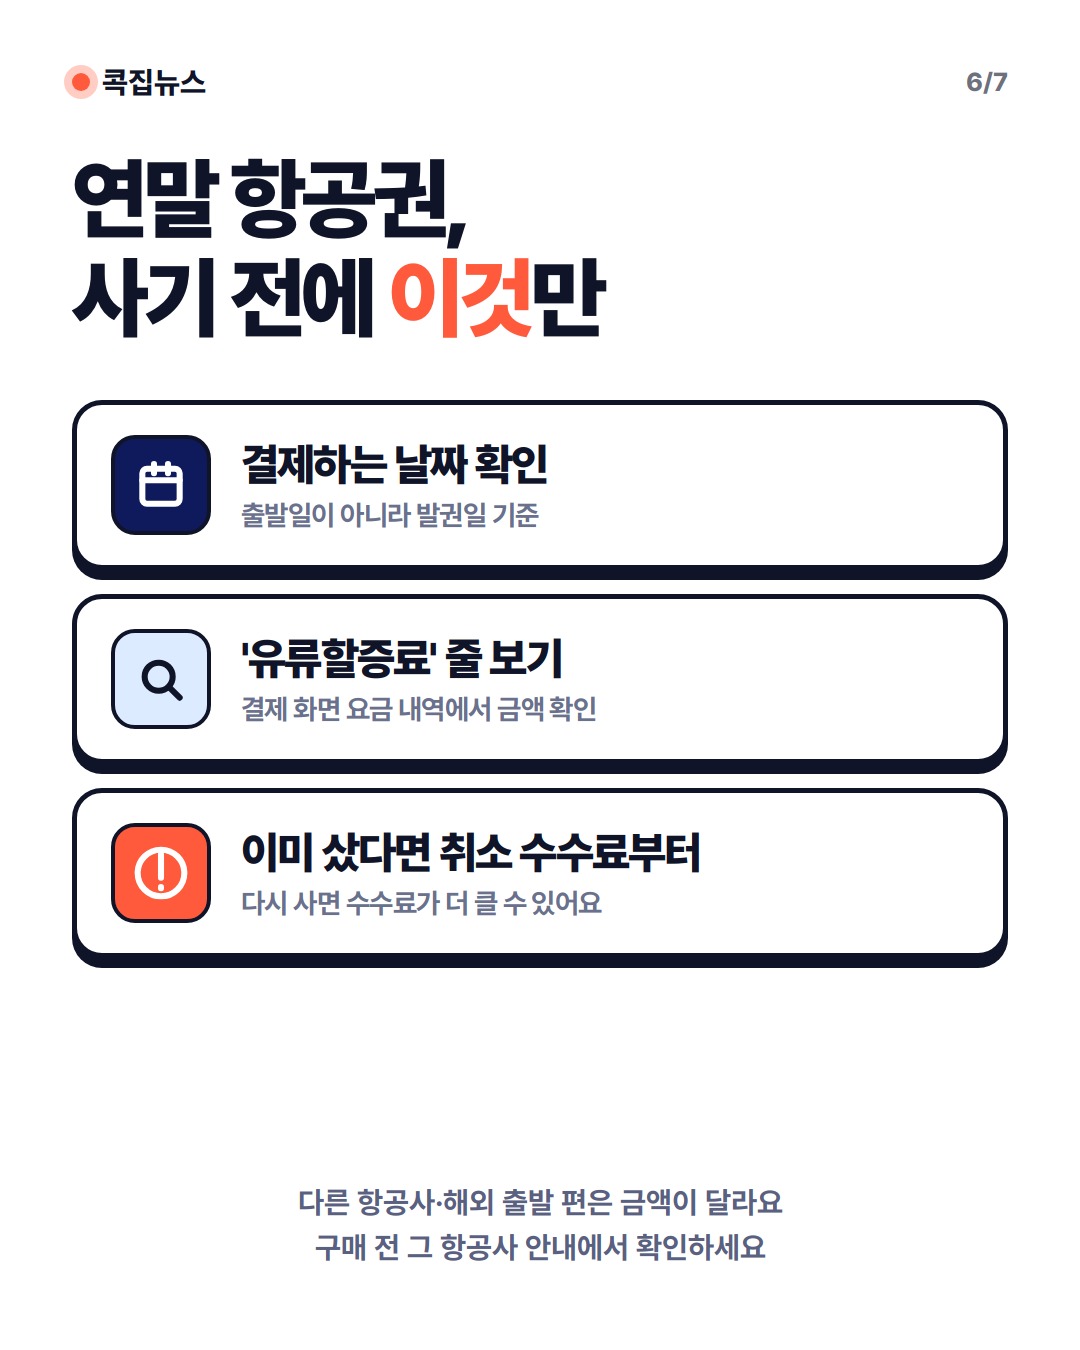 콕집뉴스
6/7
연말 항공권,
사기 전에 이것만
결제하는 날짜 확인
출발일이 아니라 발권일 기준
'유류할증료' 줄 보기
결제 화면 요금 내역에서 금액 확인
이미 샀다면 취소 수수료부터
다시 사면 수수료가 더 클 수 있어요
다른 항공사·해외 출발 편은 금액이 달라요
구매 전 그 항공사 안내에서 확인하세요